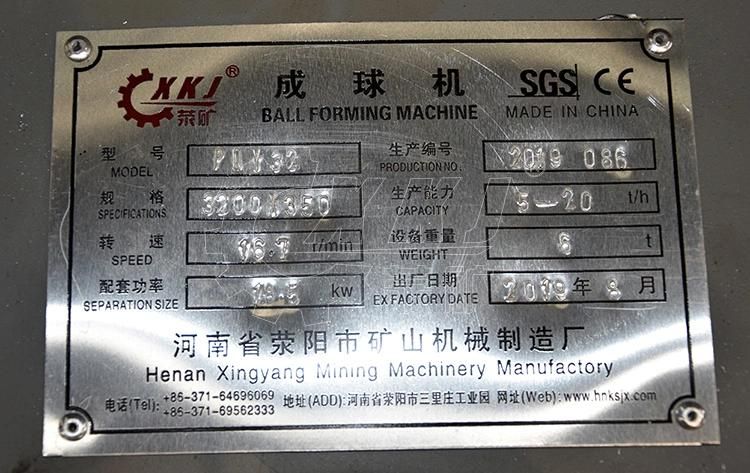 XKJ®
荥矿
成球机
BALL FORMING MACHINE
SGS CE
MADE IN CHINA
型号
MODEL
生产编号 2019 086
PRODUCTION NO.
规格 3200X350
SPECIFICATIONS
生产能力 5-20 t/h
CAPACITY
转速 r/min
SPEED
设备重量 6 t
WEIGHT
配套功率 kw
SEPARATION SIZE
出厂日期 2019年8月
EX FACTORY DATE
河南省荥阳市矿山机械制造厂
Henan Xingyang Mining Machinery Manufactory
电话(Tel): +86-371-64696069
+86-371-69562333
地址(ADD):河南省荥阳市三里庄工业园 网址(Web):www.hnksjx.com